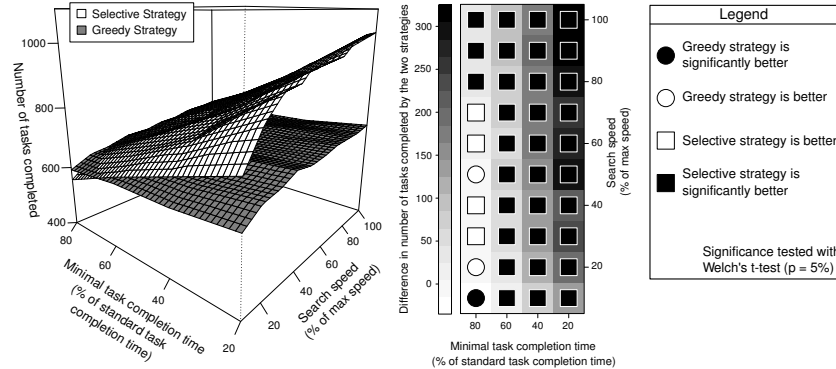 Selective Strategy
Greedy Strategy
1000
800
600
400
Number of tasks
completed
80
60
40
20
Minimal task completion time
(% of standard task
completion time)
20
40
60
80
100
Search speed
(% of max speed)
Difference in number of tasks completed by the two strategies
300
250
200
150
100
50
0
100
80
60
40
20
Search speed
(% of max speed)
80
60
40
20
Minimal task completion time
(% of standard task completion time)
Legend
Greedy strategy is
significantly better
Greedy strategy is better
Selective strategy is better
Selective strategy is
significantly better
Significance tested with
Welch's t-test (p = 5%)